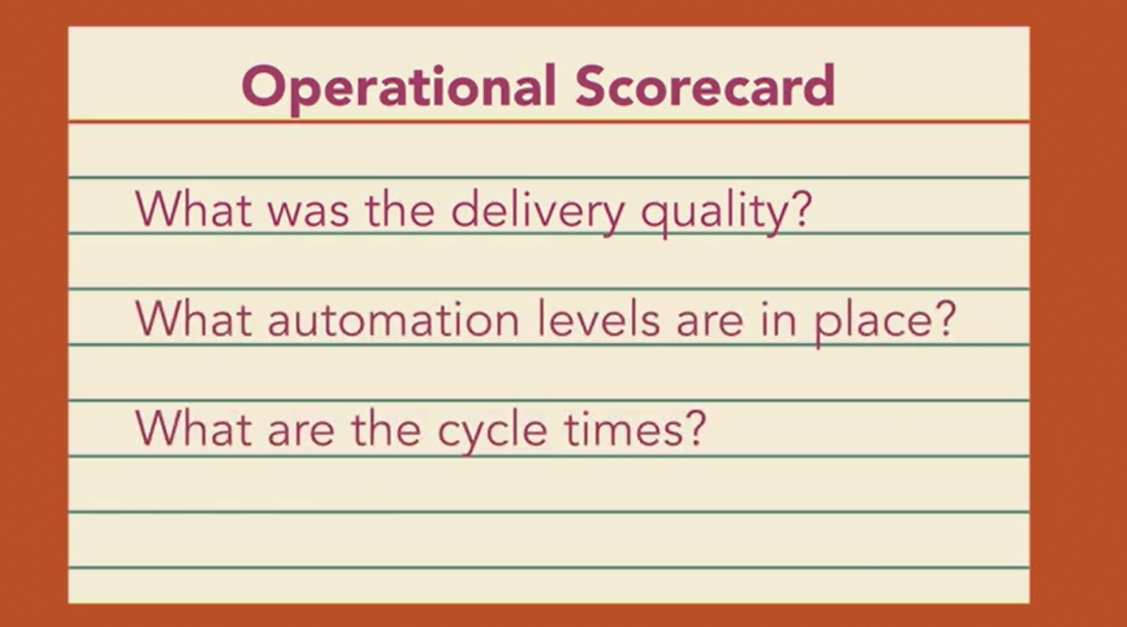 Operational Scorecard
What was the delivery quality?
What automation levels are in place?
What are the cycle times?